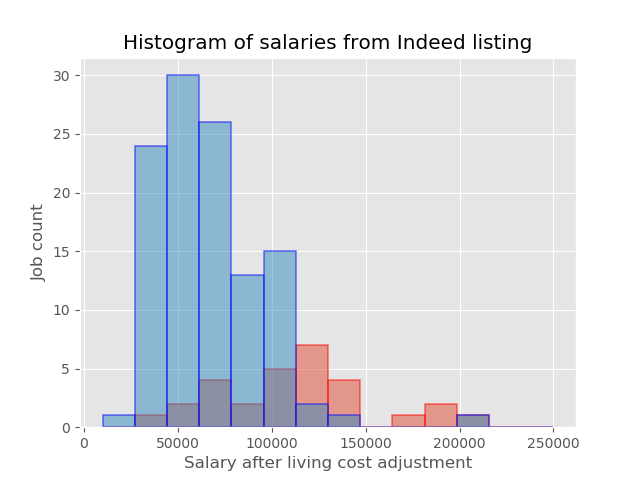 Histogram of salaries from Indeed listing
30
25
20
15
10
5
0
Job count
0 50000 100000 150000 200000 250000
Salary after living cost adjustment